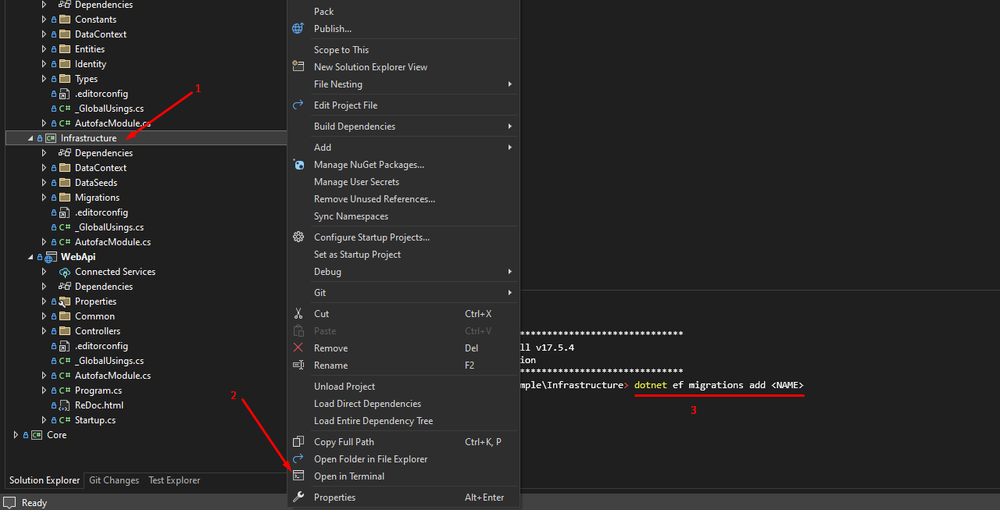 Dependencies
Constants
DataContext
Entities
Identity
Types
.editorconfig
C# _GlobalUsings.cs
C# AutofacModule.cs
C# Infrastructure
Dependencies
DataContext
DataSeeds
Migrations
.editorconfig
C# _GlobalUsings.cs
C# AutofacModule.cs
WebApi
Connected Services
Dependencies
Properties
Common
Controllers
.editorconfig
C# _GlobalUsings.cs
C# AutofacModule.cs
C# Program.cs
ReDoc.html
C# Startup.cs
C# Core
Solution Explorer Git Changes Test Explorer
Ready
1
2
Pack
Publish...
Scope to This
New Solution Explorer View
File Nesting
Edit Project File
Build Dependencies
Add
Manage NuGet Packages...
Manage User Secrets
Remove Unused References...
Sync Namespaces
Configure Startup Projects...
Set as Startup Project
Debug
Git
Cut Ctrl+X
Paste Ctrl+V
Remove Del
Rename F2
Unload Project
Load Direct Dependencies
Load Entire Dependency Tree
Copy Full Path Ctrl+K, P
Open Folder in File Explorer
Open in Terminal
Properties Alt+Enter
******************************
ll v17.5.4
ion
******************************
mple\Infrastructure> dotnet ef migrations add <NAME>
3